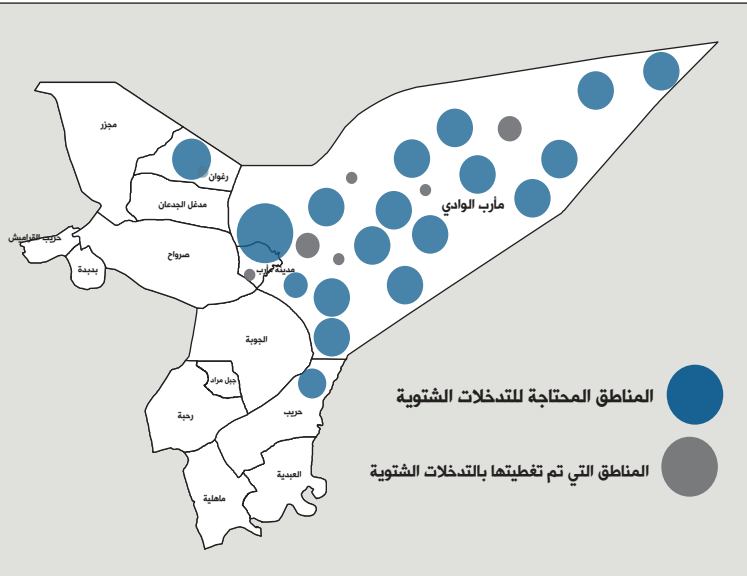 مجزر
رغوان
مدغل الجدعان
مأرب الوادي
حريب القراميش
صرواح
بدبدة
مدينة مأرب
الجوبة
جبل مراد
رحبة
حريب
العبدية
ماهلية
المناطق المحتاجة للتدخلات الشتوية
المناطق التي تم تغطيتها بالتدخلات الشتوية